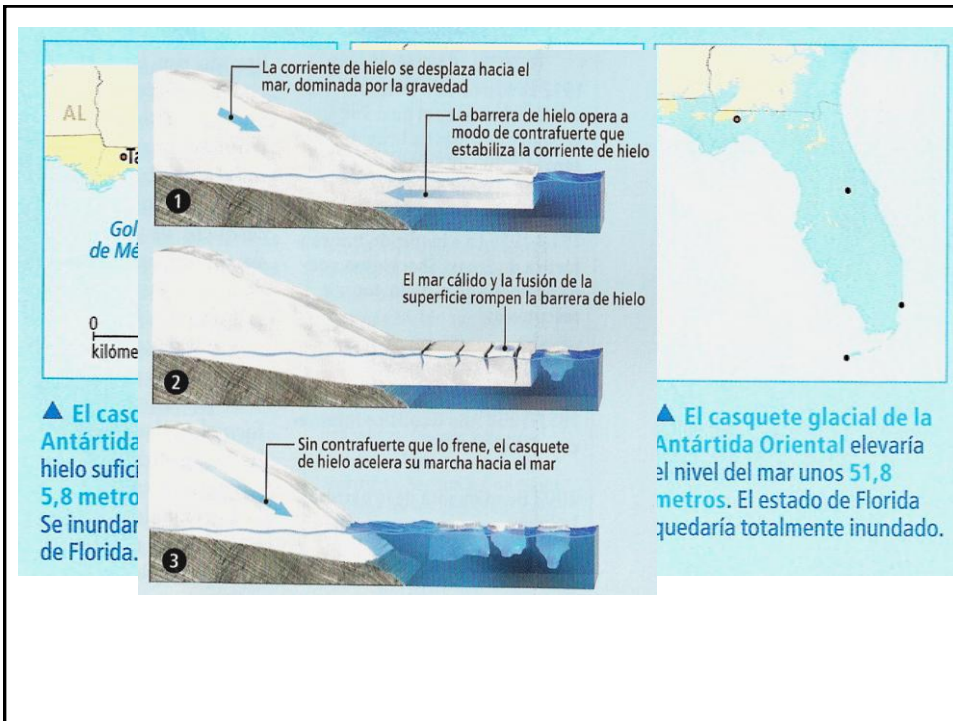 AL
Ta
Gol
de Mé
0
kilóme
La corriente de hielo se desplaza hacia el
mar, dominada por la gravedad
La barrera de hielo opera a
modo de contrafuerte que
estabiliza la corriente de hielo
1
El mar cálido y la fusión de la
superficie rompen la barrera de hielo
2
Sin contrafuerte que lo frene, el casquete
de hielo acelera su marcha hacia el mar
3
▲ El casq
Antártida
hielo sufici
5,8 metro
Se inundar
de Florida.
▲ El casquete glacial de la
Antártida Oriental elevaría
el nivel del mar unos 51,8
metros. El estado de Florida
quedaría totalmente inundado.